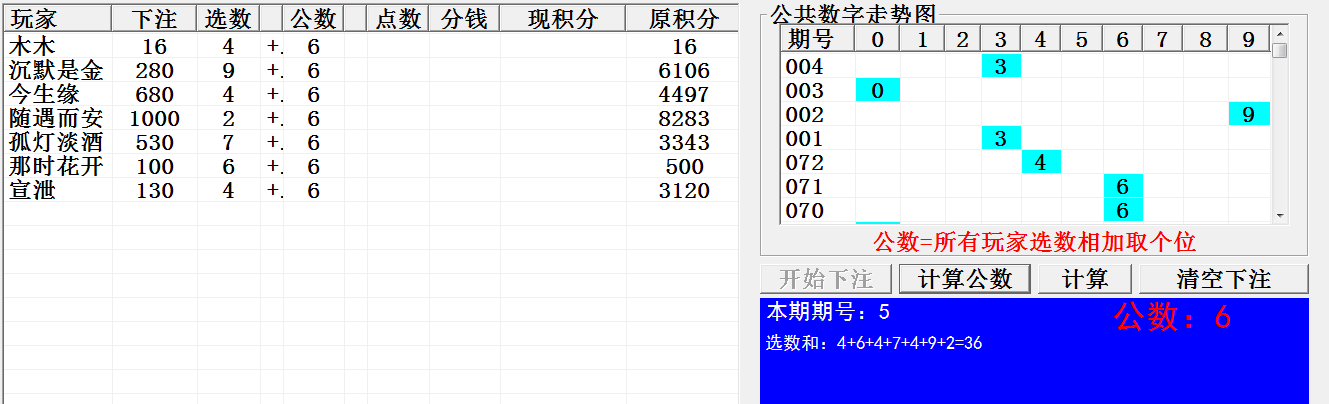 玩家 下注 选数 公数 点数 分钱 现积分 原积分
木木 16 4 +. 6 16
沉默是金 280 9 +. 6 6106
今生缘 680 4 +. 6 4497
随遇而安 1000 2 +. 6 8283
孤灯淡酒 530 7 +. 6 3343
那时花开 100 6 +. 6 500
宣泄 130 4 +. 6 3120
公共数字走势图
期号 0 1 2 3 4 5 6 7 8 9
004 3
003 0
002 9
001 3
072 4
071 6
070 6
公数=所有玩家选数相加取个位
开始下注 计算公数 计算 清空下注
本期期号：5 公数：6
选数和：4+6+4+7+4+9+2=36